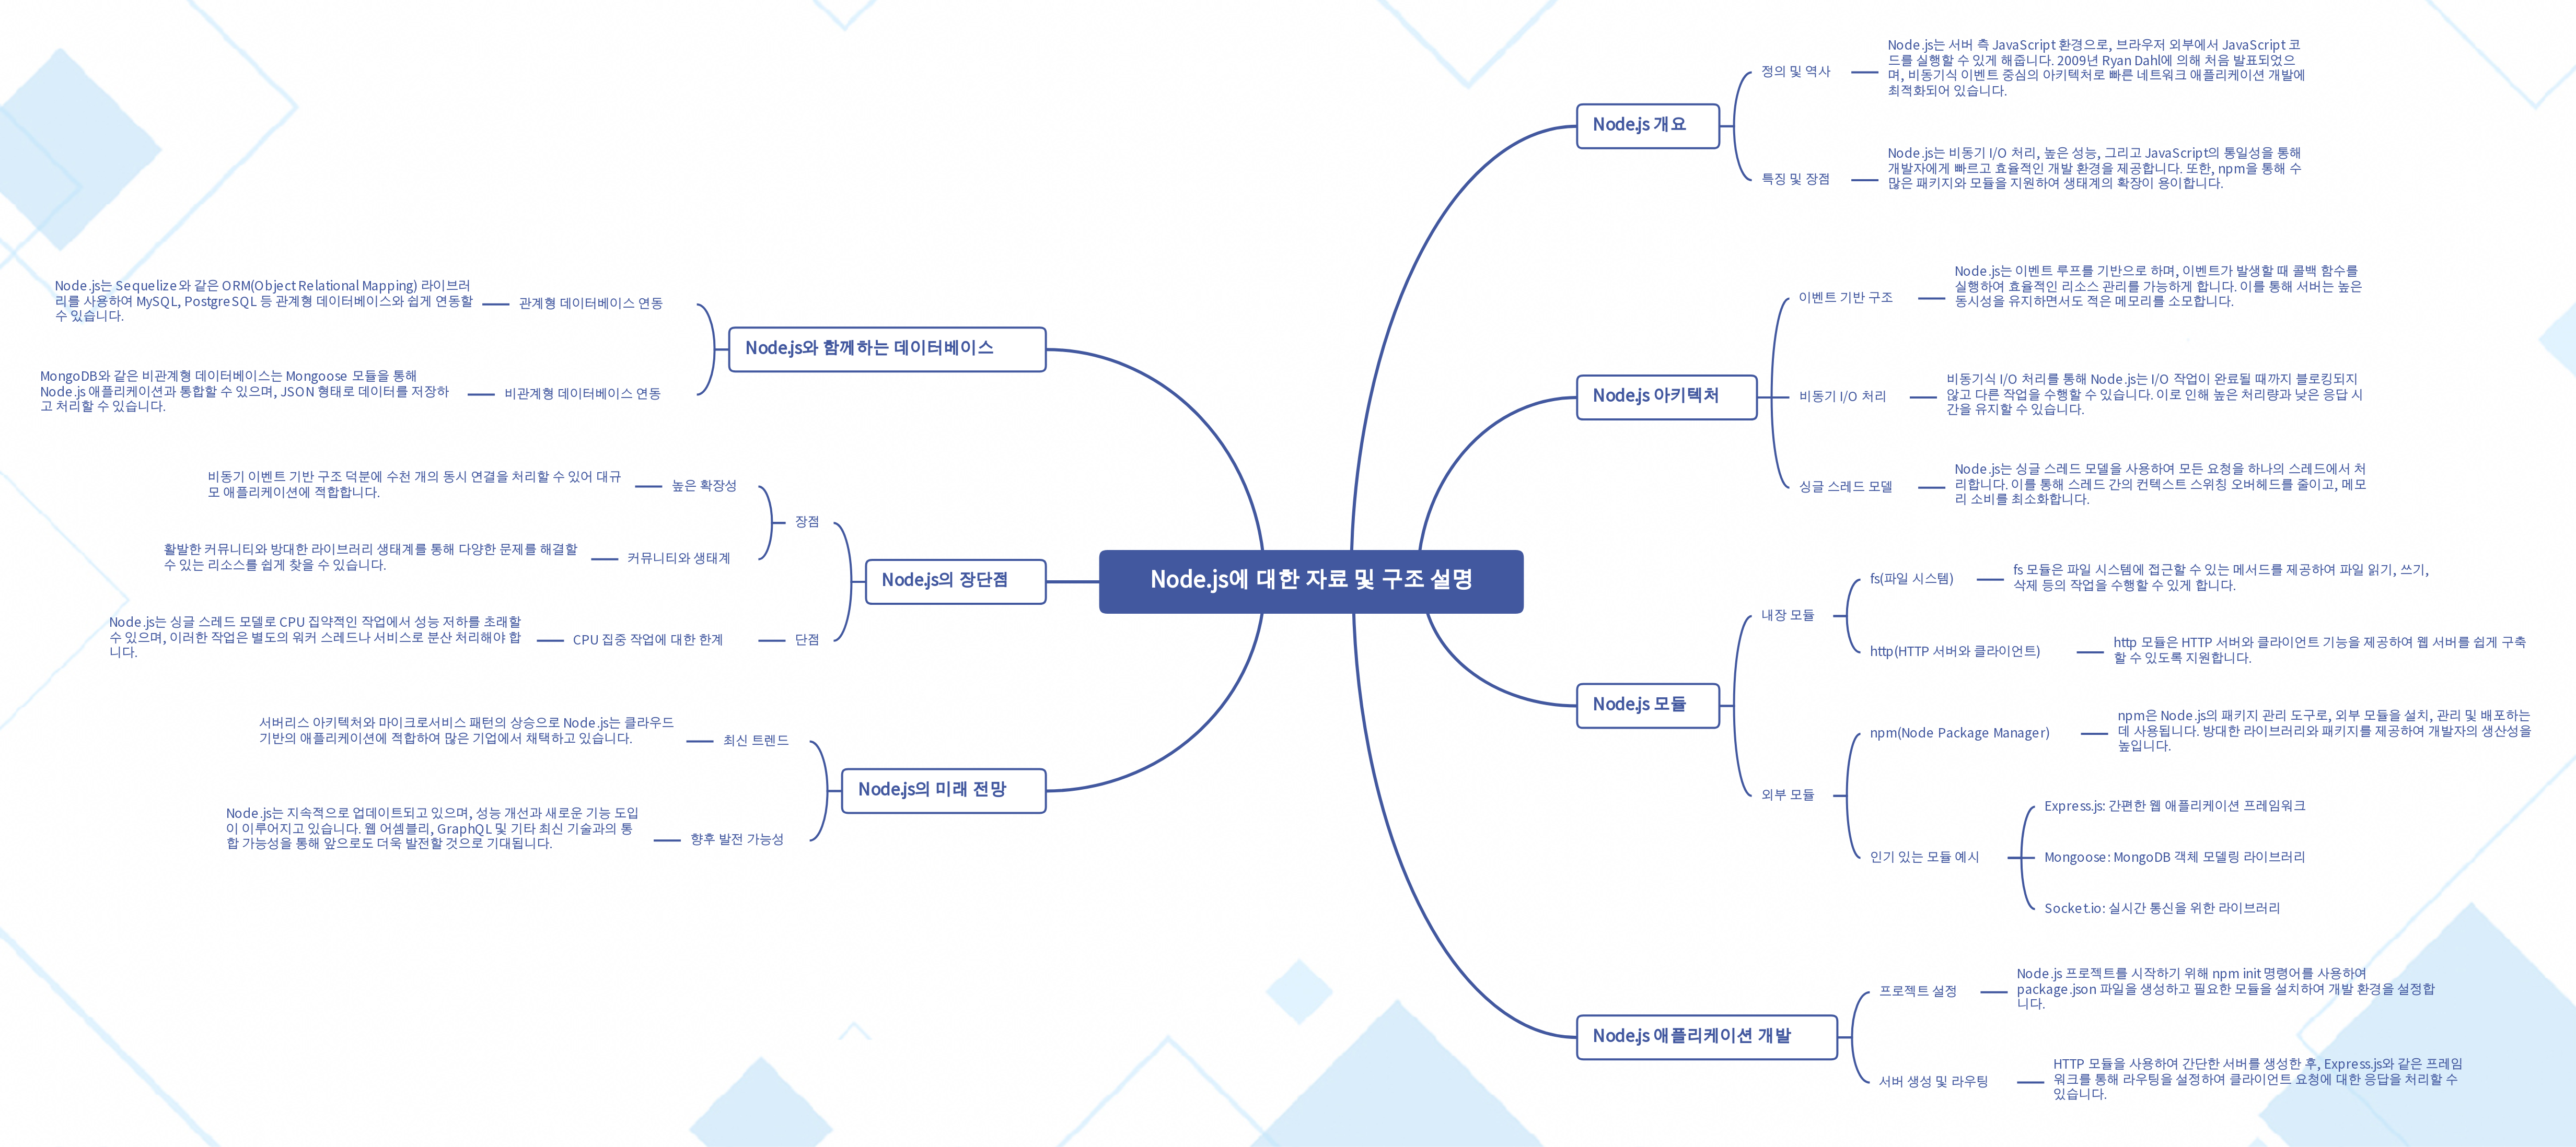 Node.js에 대한 자료 및 구조 설명
Node.js 개요
정의 및 역사
Node.js는 서버 측 JavaScript 환경으로, 브라우저 외부에서 JavaScript 코
드를 실행할 수 있게 해줍니다. 2009년 Ryan Dahl에 의해 처음 발표되었으
며, 비동기식 이벤트 중심의 아키텍처로 빠른 네트워크 애플리케이션 개발에
최적화되어 있습니다.
특징 및 장점
Node.js는 비동기 I/O 처리, 높은 성능, 그리고 JavaScript의 통일성을 통해
개발자에게 빠르고 효율적인 개발 환경을 제공합니다. 또한, npm을 통해 수
많은 패키지와 모듈을 지원하여 생태계의 확장이 용이합니다.
Node.js 아키텍처
이벤트 기반 구조
Node.js는 이벤트 루프를 기반으로 하며, 이벤트가 발생할 때 콜백 함수를
실행하여 효율적인 리소스 관리를 가능하게 합니다. 이를 통해 서버는 높은
동시성을 유지하면서도 적은 메모리를 소모합니다.
비동기 I/O 처리
비동기식 I/O 처리를 통해 Node.js는 I/O 작업이 완료될 때까지 블로킹되지
않고 다른 작업을 수행할 수 있습니다. 이로 인해 높은 처리량과 낮은 응답 시
간을 유지할 수 있습니다.
싱글 스레드 모델
Node.js는 싱글 스레드 모델을 사용하여 모든 요청을 하나의 스레드에서 처
리합니다. 이를 통해 스레드 간의 컨텍스트 스위칭 오버헤드를 줄이고, 메모
리 소비를 최소화합니다.
Node.js 모듈
내장 모듈
fs(파일 시스템)
fs 모듈은 파일 시스템에 접근할 수 있는 메서드를 제공하여 파일 읽기, 쓰기,
삭제 등의 작업을 수행할 수 있게 합니다.
http(HTTP 서버와 클라이언트)
http 모듈은 HTTP 서버와 클라이언트 기능을 제공하여 웹 서버를 쉽게 구축
할 수 있도록 지원합니다.
외부 모듈
npm(Node Package Manager)
npm은 Node.js의 패키지 관리 도구로, 외부 모듈을 설치, 관리 및 배포하는
데 사용됩니다. 방대한 라이브러리와 패키지를 제공하여 개발자의 생산성을
높입니다.
인기 있는 모듈 예시
Express.js: 간편한 웹 애플리케이션 프레임워크
Mongoose: MongoDB 객체 모델링 라이브러리
Socket.io: 실시간 통신을 위한 라이브러리
Node.js 애플리케이션 개발
프로젝트 설정
Node.js 프로젝트를 시작하기 위해 npm init 명령어를 사용하여
package.json 파일을 생성하고 필요한 모듈을 설치하여 개발 환경을 설정합
니다.
서버 생성 및 라우팅
HTTP 모듈을 사용하여 간단한 서버를 생성한 후, Express.js와 같은 프레임
워크를 통해 라우팅을 설정하여 클라이언트 요청에 대한 응답을 처리할 수
있습니다.
Node.js와 함께하는 데이터베이스
관계형 데이터베이스 연동
Node.js는 Sequelize와 같은 ORM(Object Relational Mapping) 라이브러
리를 사용하여 MySQL, PostgreSQL 등 관계형 데이터베이스와 쉽게 연동할
수 있습니다.
비관계형 데이터베이스 연동
MongoDB와 같은 비관계형 데이터베이스는 Mongoose 모듈을 통해
Node.js 애플리케이션과 통합할 수 있으며, JSON 형태로 데이터를 저장하
고 처리할 수 있습니다.
Node.js의 장단점
장점
높은 확장성
비동기 이벤트 기반 구조 덕분에 수천 개의 동시 연결을 처리할 수 있어 대규
모 애플리케이션에 적합합니다.
커뮤니티와 생태계
활발한 커뮤니티와 방대한 라이브러리 생태계를 통해 다양한 문제를 해결할
수 있는 리소스를 쉽게 찾을 수 있습니다.
단점
CPU 집중 작업에 대한 한계
Node.js는 싱글 스레드 모델로 CPU 집약적인 작업에서 성능 저하를 초래할
수 있으며, 이러한 작업은 별도의 워커 스레드나 서비스로 분산 처리해야 합
니다.
Node.js의 미래 전망
최신 트렌드
서버리스 아키텍처와 마이크로서비스 패턴의 상승으로 Node.js는 클라우드
기반의 애플리케이션에 적합하여 많은 기업에서 채택하고 있습니다.
향후 발전 가능성
Node.js는 지속적으로 업데이트되고 있으며, 성능 개선과 새로운 기능 도입
이 이루어지고 있습니다. 웹 어셈블리, GraphQL 및 기타 최신 기술과의 통
합 가능성을 통해 앞으로도 더욱 발전할 것으로 기대됩니다.